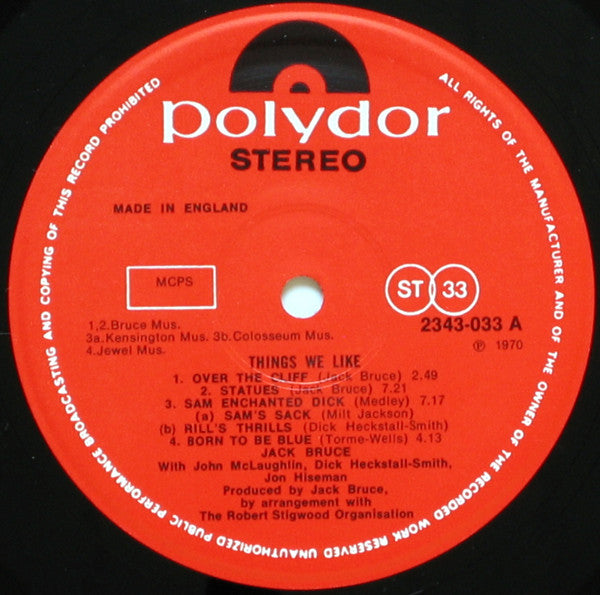 polydor
STEREO
MADE IN ENGLAND
MCPS
ST 33
1,2.Bruce Mus.
3a.Kensington Mus. 3b.Colosseum Mus.
4.Jewel Mus.
2343-033 A
℗ 1970
THINGS WE LIKE
1. OVER THE CLIFF (Jack Bruce) 2.49
2. STATUES (Jack Bruce) 7.21
3. SAM ENCHANTED DICK (Medley) 7.17
(a) SAM'S SACK (Milt Jackson)
(b) RILL'S THRILLS (Dick Heckstall-Smith)
4. BORN TO BE BLUE (Torme-Wells) 4.13
JACK BRUCE
With John McLaughlin, Dick Heckstall-Smith,
Jon Hiseman
Produced by Jack Bruce,
by arrangement with
The Robert Stigwood Organisation
ALL RIGHTS OF THE MANUFACTURER AND OF THE OWNER OF THE RECORDED WORK RESERVED UNAUTHORIZED PUBLIC PERFORMANCE BROADCASTING AND COPYING OF THIS RECORD PROHIBITED